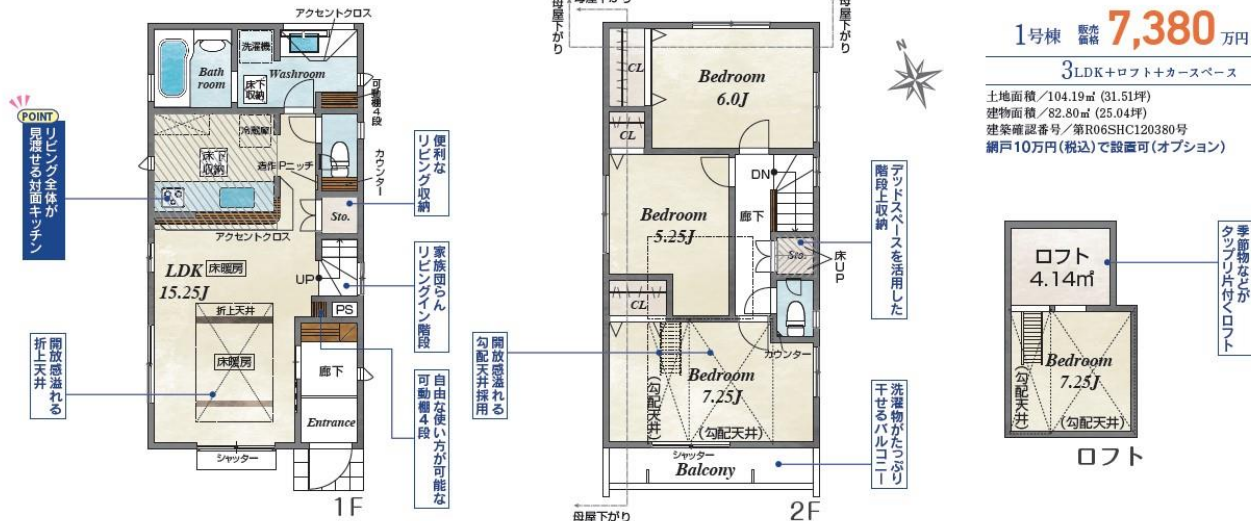 アクセントクロス
洗濯機
Bath
room
床下
収納
Washroom
可動棚4段
冷蔵庫
床下
収納
造作Pニッチ
カウンター
Sto.
アクセントクロス
LDK
15.25J
床暖房
UP
PS
折上天井
床暖房
廊下
Entrance
シャッター
1F
POINT
リビング全体が
見渡せる対面キッチン
開放感溢れる
折上天井
便利な
リビング収納
家族団らん
リビングイン階段
自由な使い方が可能な
可動棚4段
母屋下がり
母屋下がり
母屋下がり
CL
Bedroom
6.0J
CL
DN
Bedroom
5.25J
廊下
Sto.
床UP
CL
カウンター
Bedroom
7.25J
(勾配天井)
(勾配天井)
シャッター
Balcony
母屋下がり
2F
開放感溢れる
勾配天井採用
デッドスペースを活用した
階段上収納
洗濯物がたっぷり
干せるバルコニー
N
1号棟 販売価格 7,380万円
3LDK+ロフト+カースペース
土地面積/104.19㎡ (31.51坪)
建物面積/82.80㎡ (25.04坪)
建築確認番号/第R06SHC120380号
網戸10万円(税込)で設置可(オプション)
ロフト
4.14㎡
Bedroom
7.25J
(勾配天井)
(勾配天井)
ロフト
季節物などが
タップリ片付くロフト